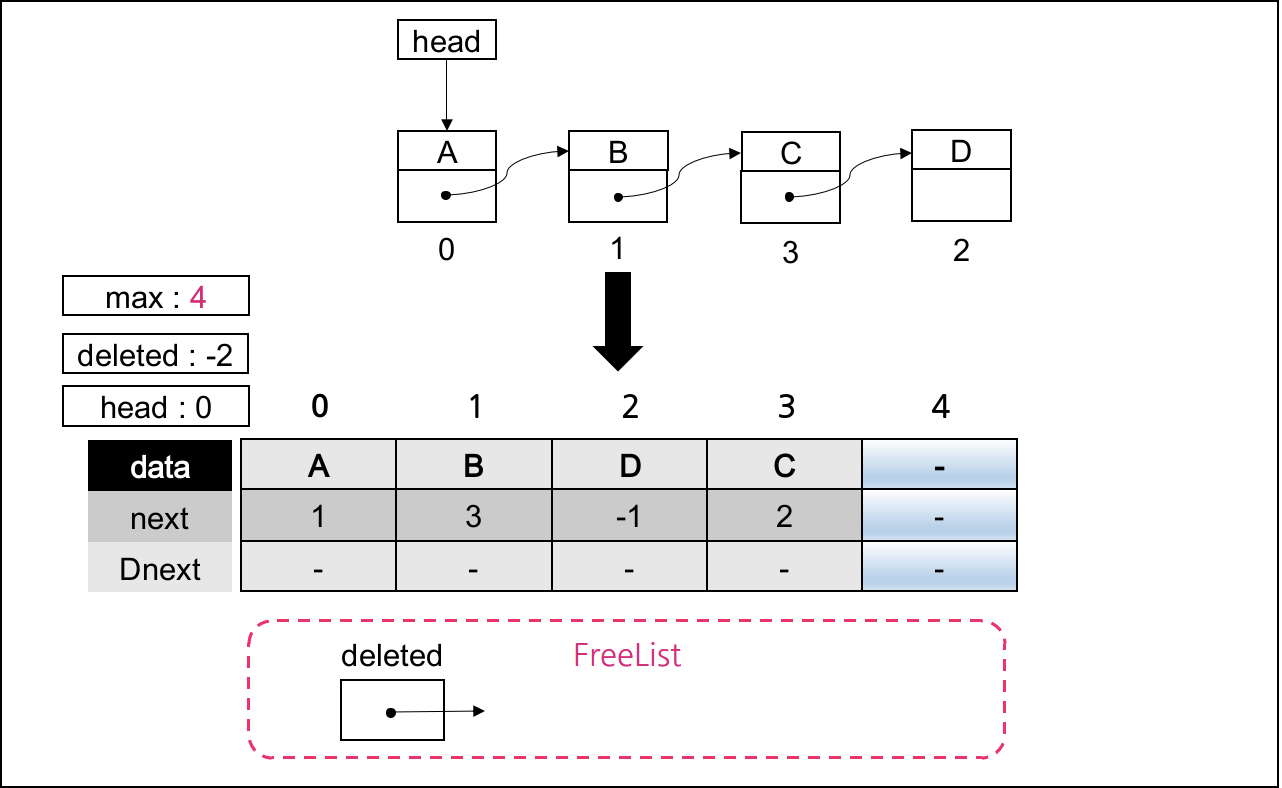 head
A B C D
0 1 3 2
max : 4
deleted : -2
head : 0
0 1 2 3 4
data A B D C -
next 1 3 -1 2 -
Dnext - - - - -
deleted FreeList